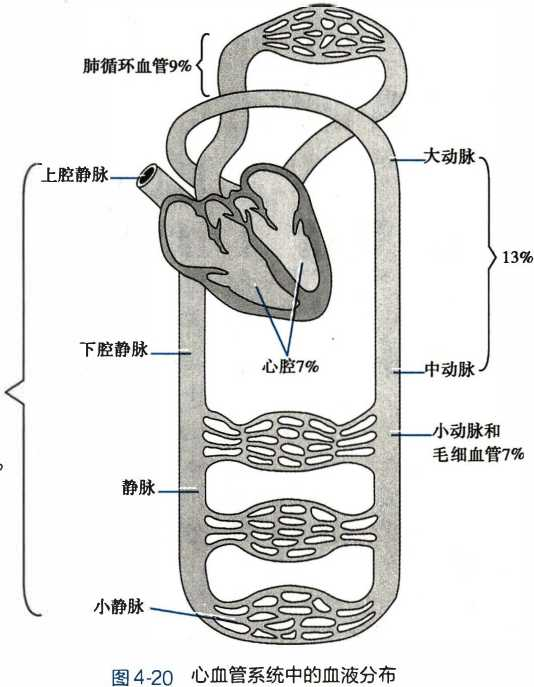 肺循环血管9%
上腔静脉
大动脉
13%
下腔静脉
心腔7%
中动脉
小动脉和
毛细血管7%
静脉
小静脉
图4-20 心血管系统中的血液分布